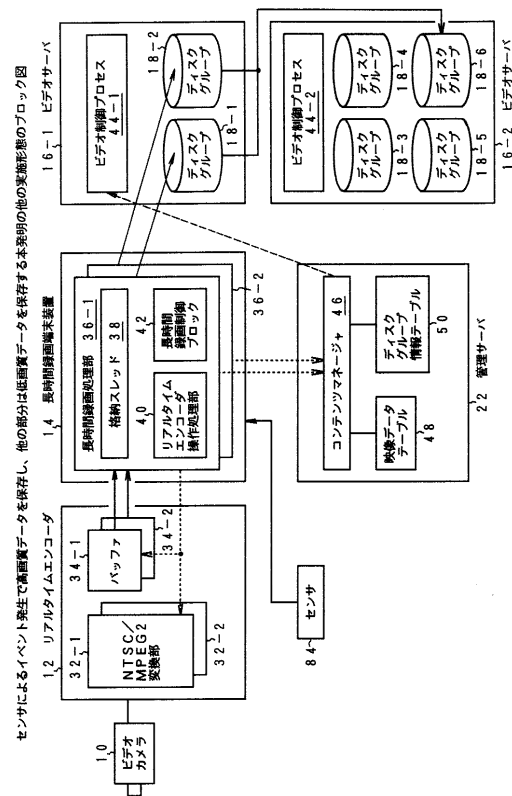 センサによるイベント発生で高画質データを保存し、他の部分は低画質データを保存する本発明の他の実施形態のブロック図
10
ビデオ
カメラ
12 リアルタイムエンコーダ
32-1
NTSC/
MPEG2
変換部
32-2
34-1
バッファ
34-2
84
センサ
14 長時間録画端末装置
長時間録画処理部 36-1
格納スレッド 38
40
リアルタイム
エンコーダ
操作処理部
42
長時間
録画制御
ブロック
36-2
コンテンツマネージャ 46
映像データ
テーブル
48
ディスク
グループ
情報テーブル
50
22 管理サーバ
16-1 ビデオサーバ
ビデオ制御プロセス
44-1
ディスク
グループ
18-1
ディスク
グループ
18-2
ビデオ制御プロセス
44-2
ディスク
グループ
18-3
ディスク
グループ
18-4
ディスク
グループ
18-5
ディスク
グループ
18-6
16-2 ビデオサーバ